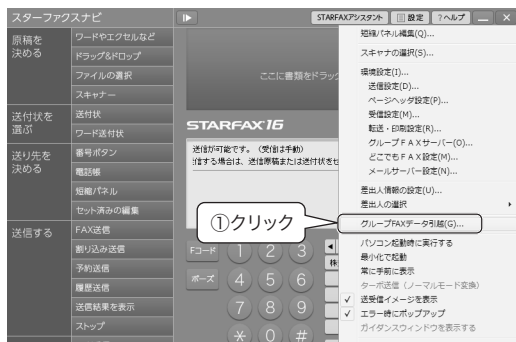 スターファクスナビ
STARFAXアシスタント
設定
?ヘルプ
原稿を
決める
ワードやエクセルなど
ドラッグ&ドロップ
ファイルの選択
スキャナー
送付状を
選ぶ
送付状
ワード送付状
送り先を
決める
番号ボタン
電話帳
短縮パネル
セット済みの編集
送信する
FAX送信
割り込み送信
予約送信
履歴送信
送信結果を表示
ストップ
ここに書類をドラッグ
STARFAX16
送信が可能です。(受信は手動)
信する場合は、送信原稿または送付状をセ
①クリック
Fコード
1 2 3
ポーズ
4 5 6
7 8 9
* 0 #
株
短縮パネル編集(Q)...
スキャナの選択(S)...
環境設定(I)...
送信設定(D)...
ページヘッダ設定(P)...
受信設定(M)...
転送・印刷設定(R)...
グループFAXサーバー(O)...
どこでもFAX設定(M)...
メールサーバー設定(N)...
差出人情報の設定(U)...
差出人の選択
グループFAXデータ引越(G)...
パソコン起動時に実行する
最小化で起動
常に手前に表示
ターボ送信(ノーマルモード変換)
✓ 送受信イメージを表示
✓ エラー時にポップアップ
ガイダンスウィンドウを表示する